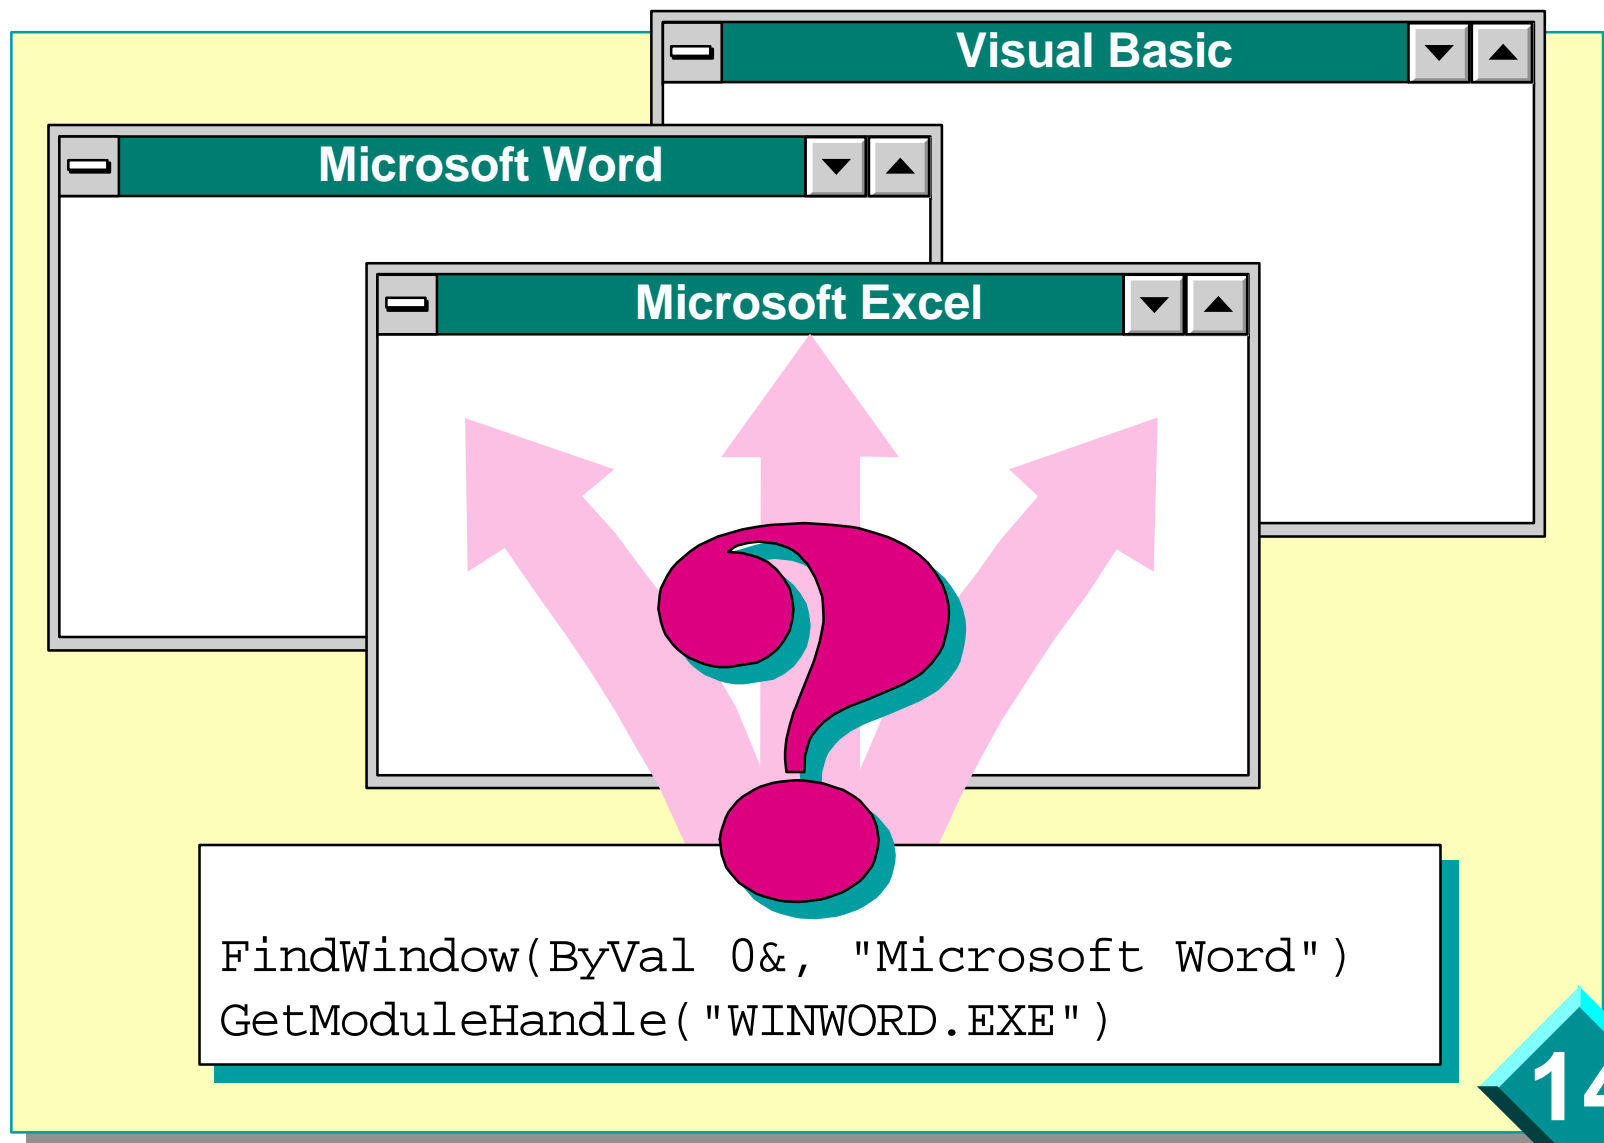 Visual Basic
Microsoft Word
Microsoft Excel
?
FindWindow(ByVal 0&, "Microsoft Word")
GetModuleHandle("WINWORD.EXE")
14